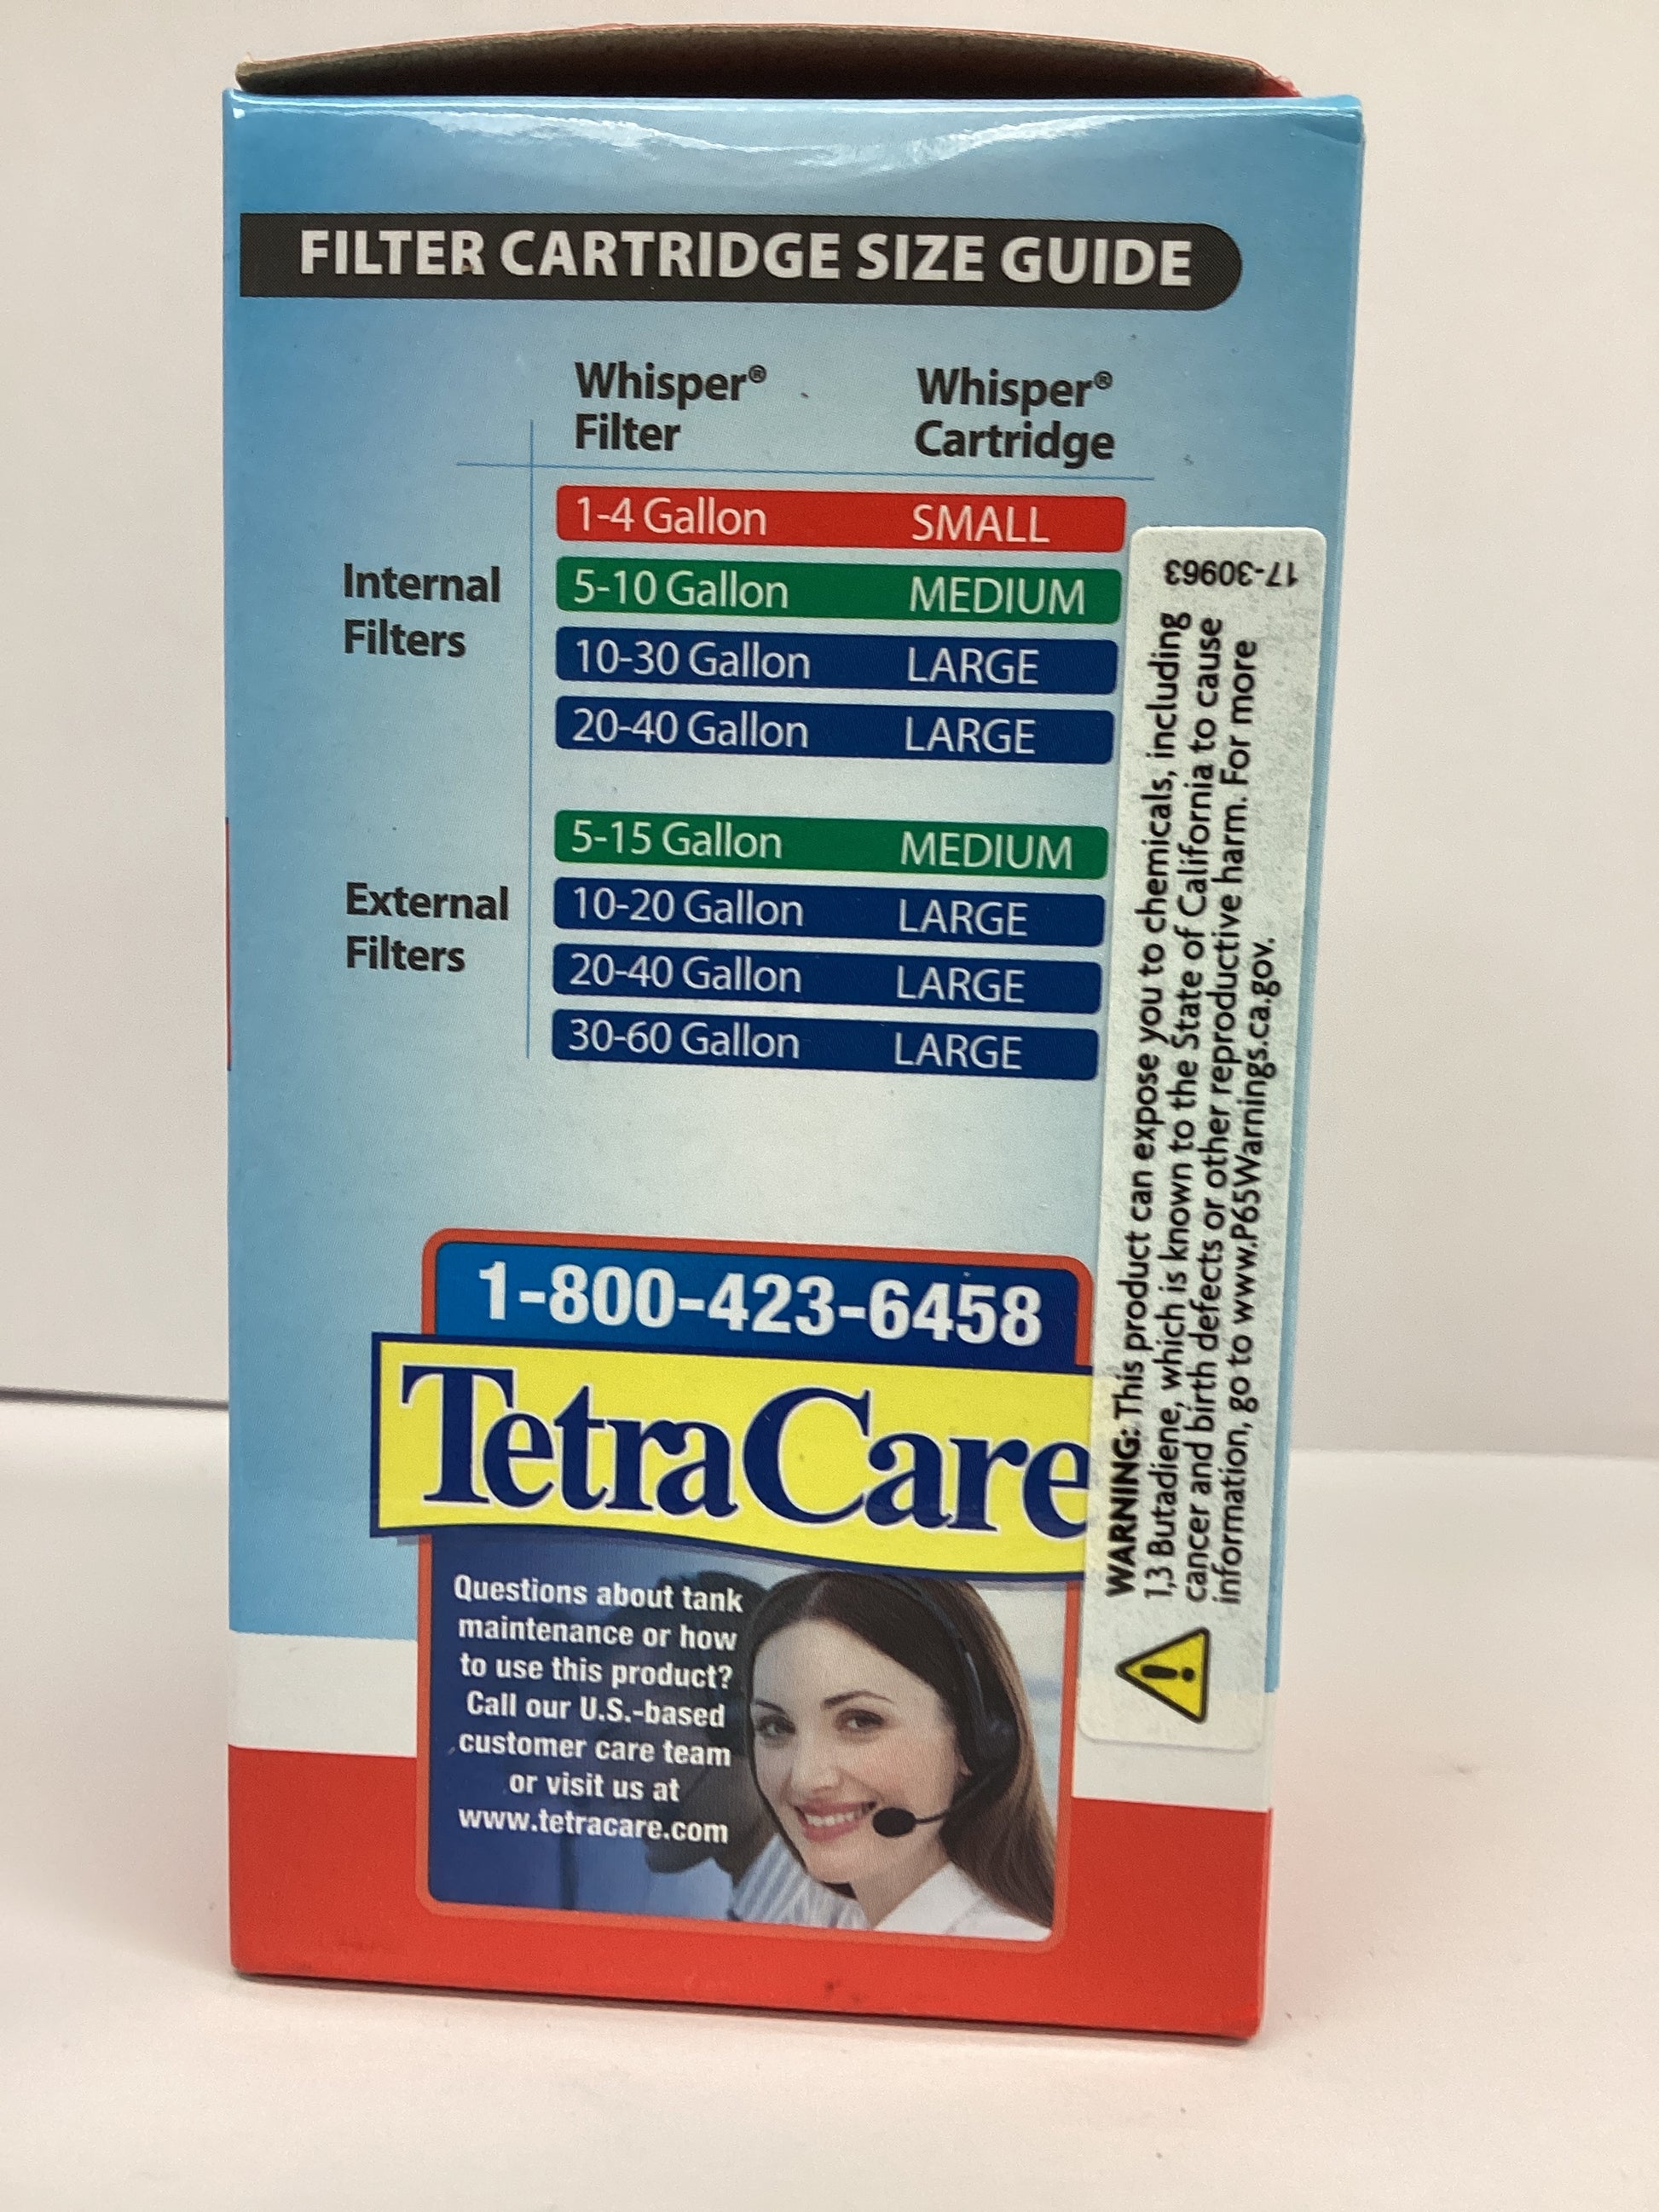 FILTER CARTRIDGE SIZE GUIDE
Whisper® Filter
Whisper® Cartridge
Internal Filters
1-4 Gallon SMALL
5-10 Gallon MEDIUM
10-30 Gallon LARGE
20-40 Gallon LARGE
External Filters
5-15 Gallon MEDIUM
10-20 Gallon LARGE
20-40 Gallon LARGE
30-60 Gallon LARGE
1-800-423-6458
TetraCare
Questions about tank
maintenance or how
to use this product?
Call our U.S.-based
customer care team
or visit us at
www.tetracare.com
WARNING: This product can expose you to chemicals, including
1,3 Butadiene, which is known to the State of California to cause
cancer and birth defects or other reproductive harm. For more
information, go to www.P65Warnings.ca.gov.
17-30963